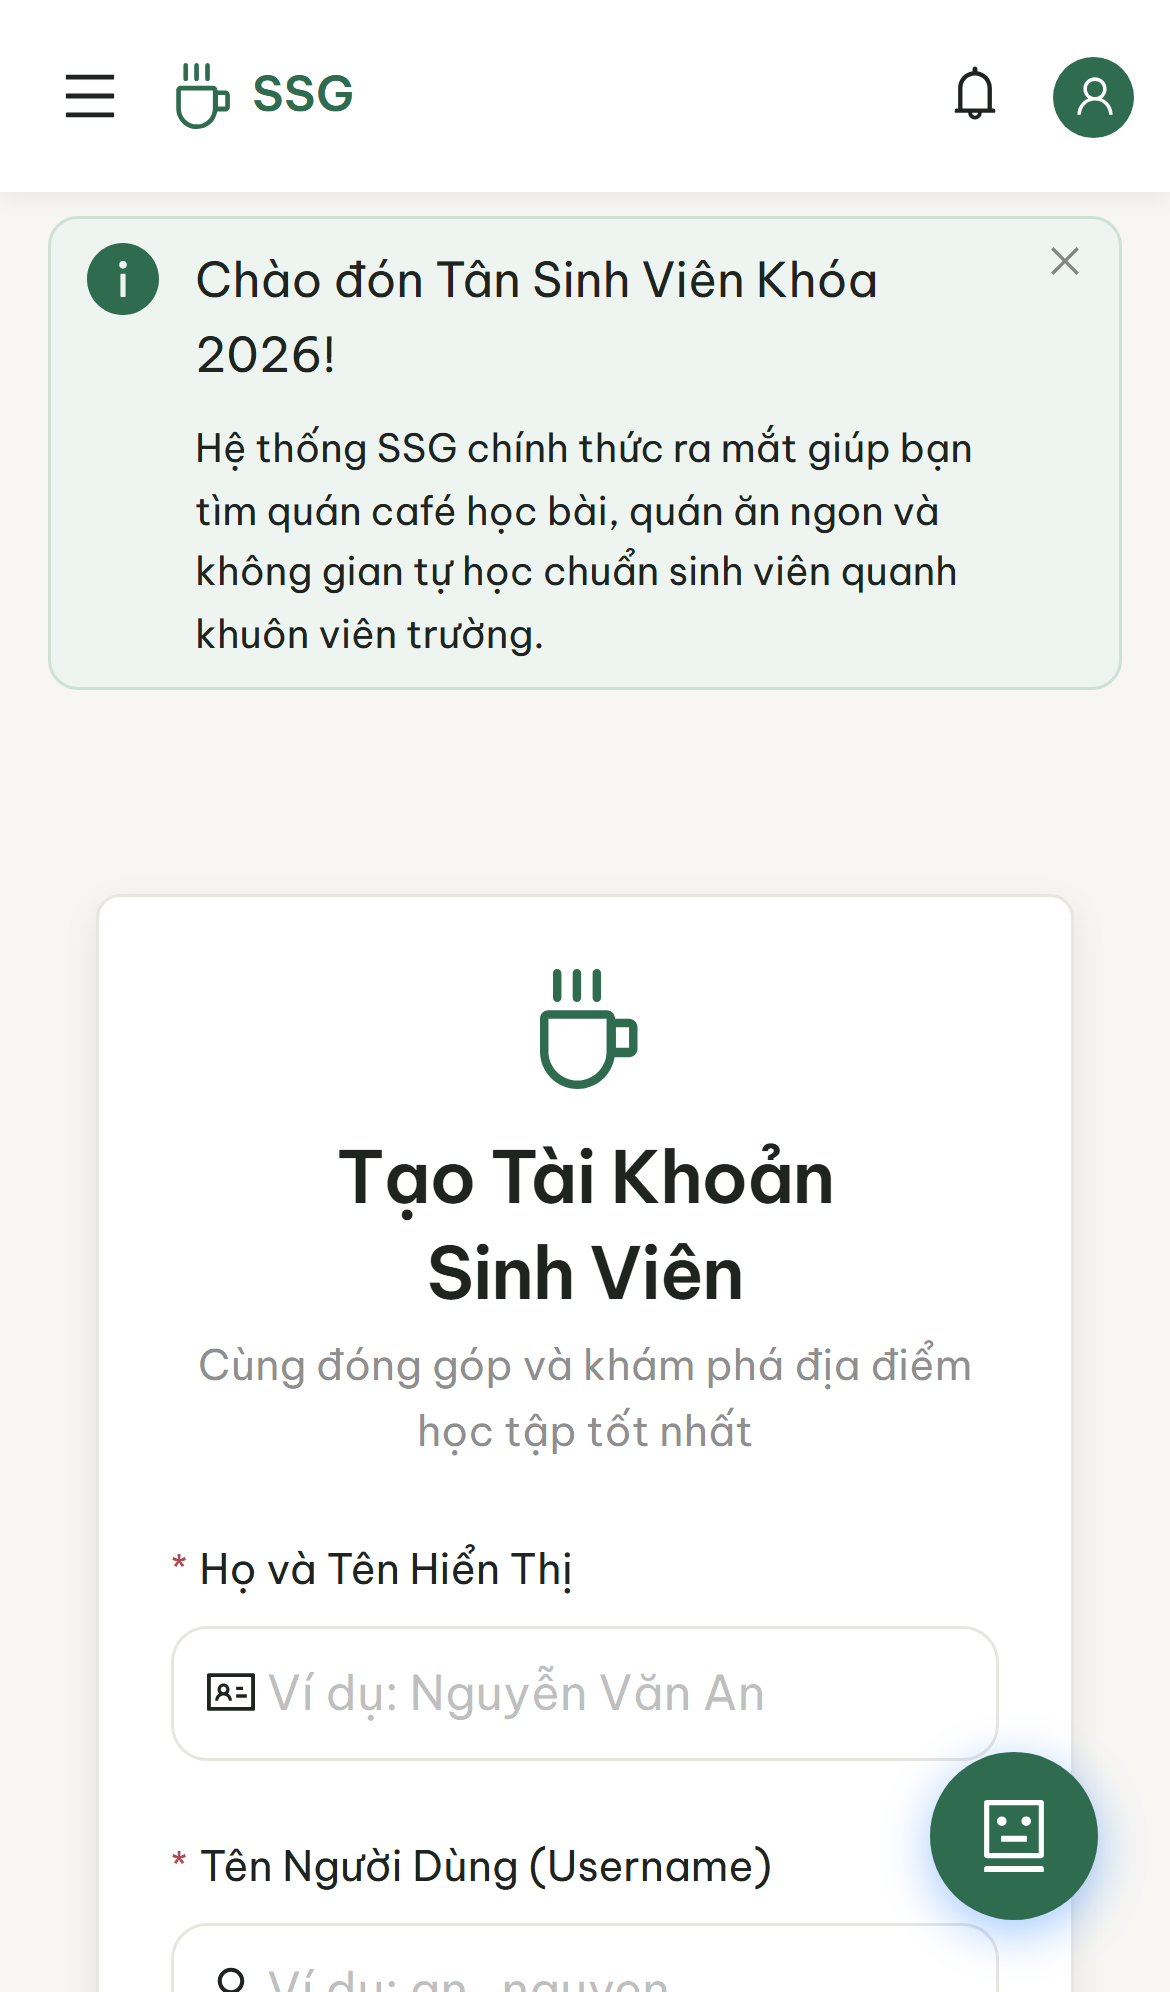 SSG
Chào đón Tân Sinh Viên Khóa
2026!
Hệ thống SSG chính thức ra mắt giúp bạn
tìm quán café học bài, quán ăn ngon và
không gian tự học chuẩn sinh viên quanh
khuôn viên trường.
Tạo Tài Khoản
Sinh Viên
Cùng đóng góp và khám phá địa điểm
học tập tốt nhất
* Họ và Tên Hiển Thị
Ví dụ: Nguyễn Văn An
* Tên Người Dùng (Username)
Ví dụ: an_nguyen